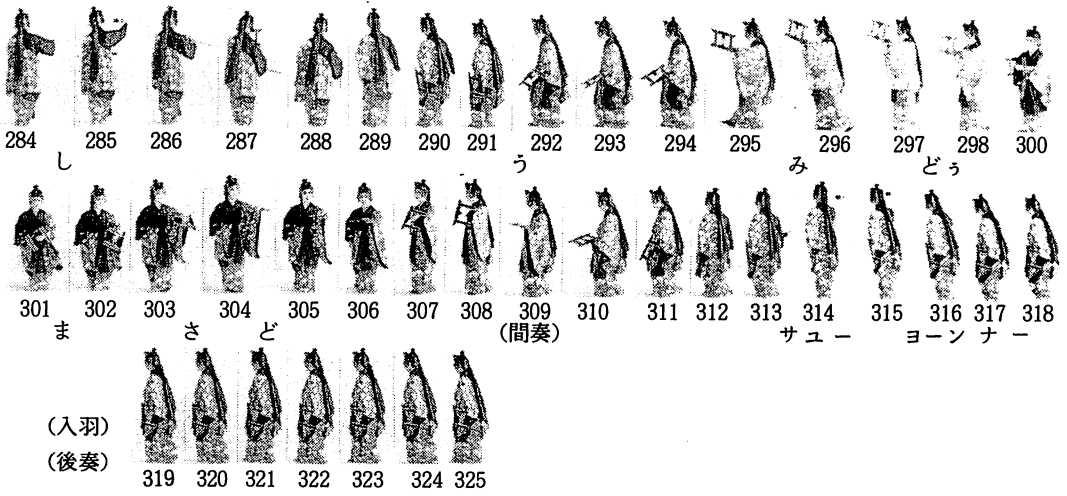 284 285 286 287 288 289 290 291 292 293 294 295 296 297 298 300
し う み どぅ
301 302 303 304 305 306 307 308 309 310 311 312 313 314 315 316 317 318
ま さ ど (間奏) サユー ヨーンナー
(入羽)
(後奏)
319 320 321 322 323 324 325